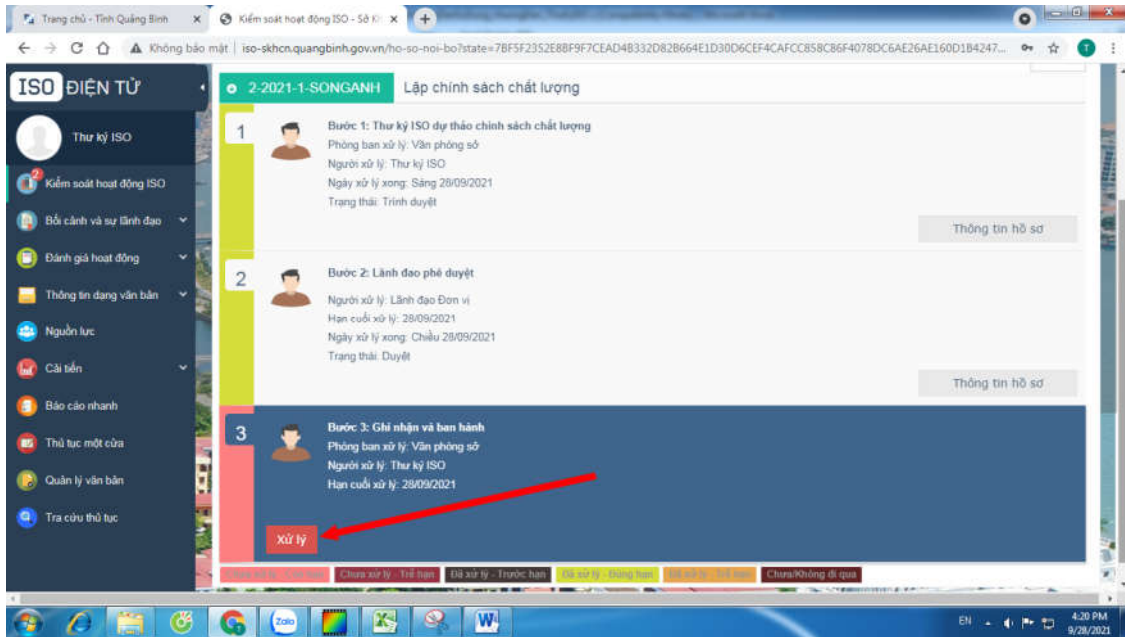 Trang chủ - Tỉnh Quảng Bình
Kiểm soát hoạt động ISO - Sở K
Không bảo mật
iso-skhcn.quangbinh.gov.vn/ho-so-noi-bo?state=7BF5F2352E8BF9F7CEAD4B332D82B664E1D30D6CEF4CAFCC858C86F4078DC6AE26AE160D1B4247...
T
ISO ĐIỆN TỬ
Thư ký ISO
2
Kiểm soát hoạt động ISO
Bối cảnh và sự lãnh đạo
Đánh giá hoạt động
Thông tin dạng văn bản
Nguồn lực
Cải tiến
Báo cáo nhanh
Thủ tục một cửa
Quản lý văn bản
Tra cứu thủ tục
2-2021-1-SONGANH
Lập chính sách chất lượng
1
Bước 1: Thư ký ISO dự thảo chính sách chất lượng
Phòng ban xử lý: Văn phòng sở
Người xử lý: Thư ký ISO
Ngày xử lý xong: Sáng 28/09/2021
Trạng thái: Trình duyệt
Thông tin hồ sơ
2
Bước 2: Lãnh đạo phê duyệt
Người xử lý: Lãnh đạo Đơn vị
Hạn cuối xử lý: 28/09/2021
Ngày xử lý xong: Chiều 28/09/2021
Trạng thái: Duyệt
Thông tin hồ sơ
3
Bước 3: Ghi nhận và ban hành
Phòng ban xử lý: Văn phòng sở
Người xử lý: Thư ký ISO
Hạn cuối xử lý: 28/09/2021
Xử lý
Chưa xử lý - Trễ hạn
Đã xử lý - Trước hạn
Đã xử lý - Đúng hạn
Chưa/Không đi qua
Zalo
EN
4:20 PM
9/28/2021